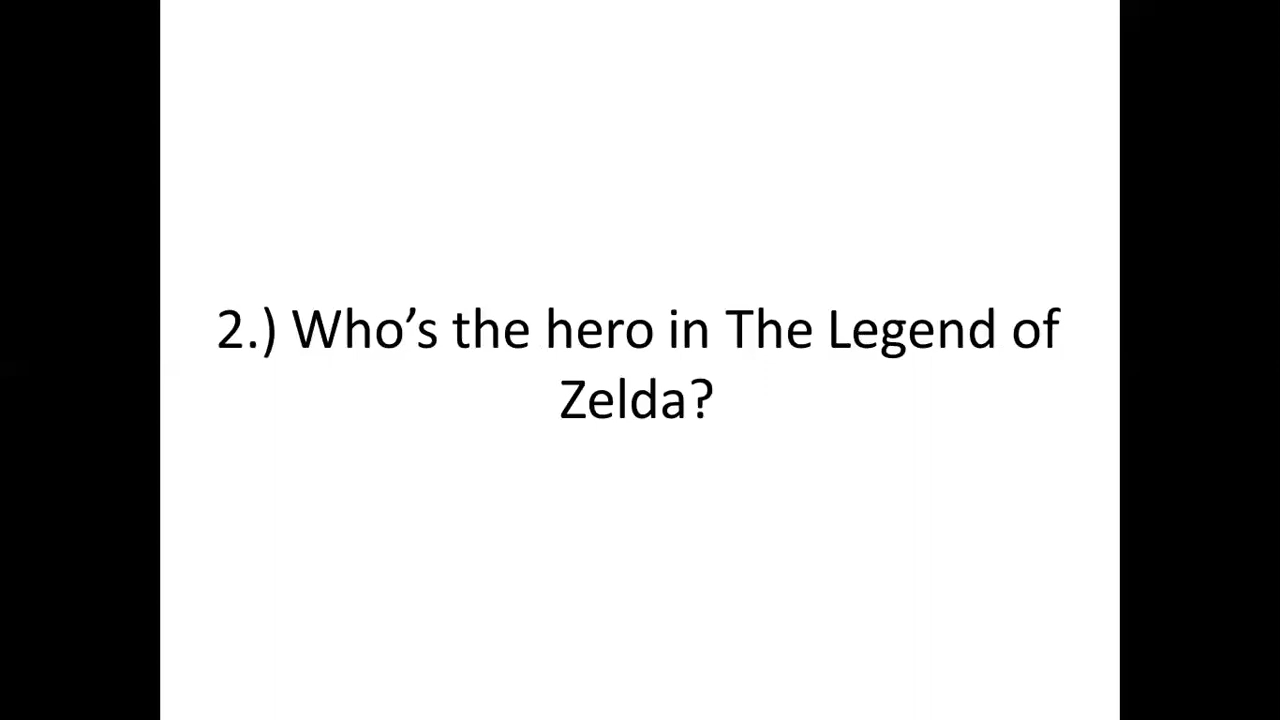 2.) Who’s the hero in The Legend of
Zelda?